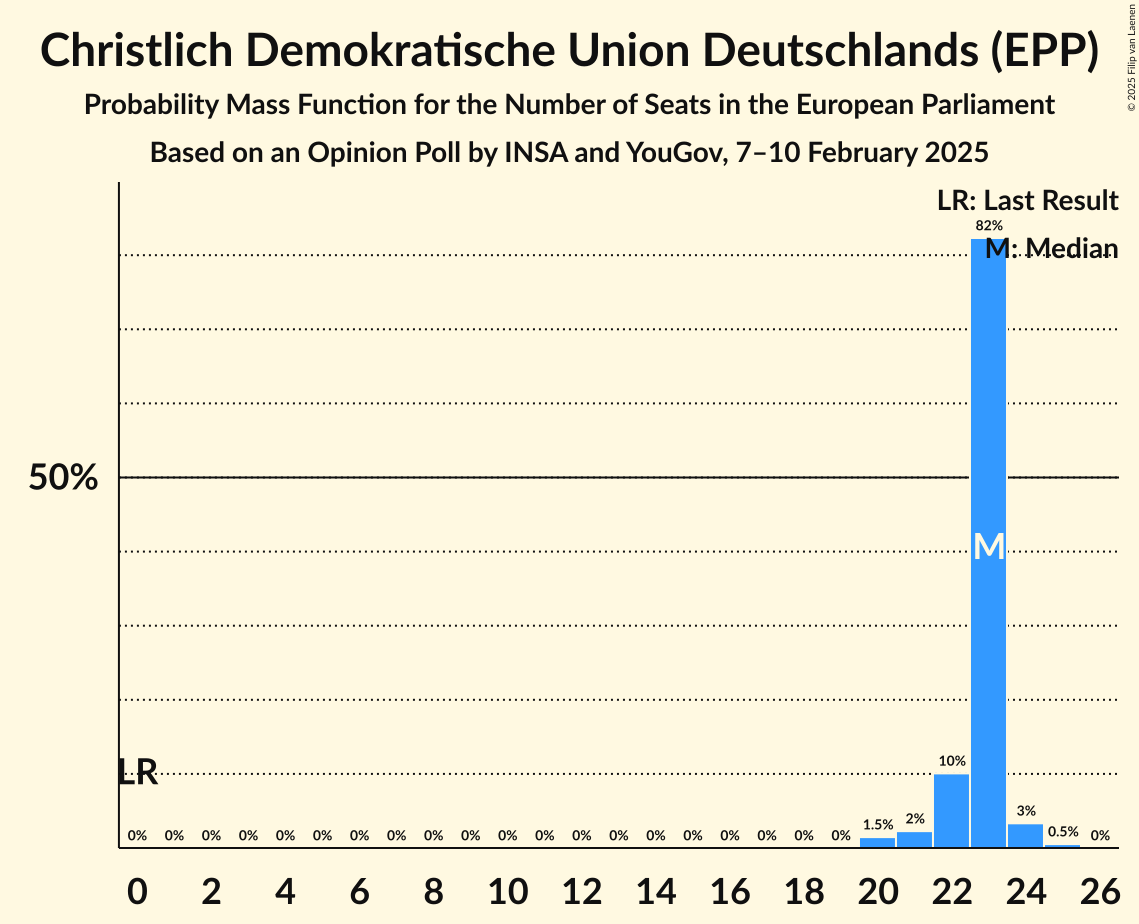 Christlich Demokratische Union Deutschlands (EPP)
Probability Mass Function for the Number of Seats in the European Parliament
Based on an Opinion Poll by INSA and YouGov, 7–10 February 2025
© 2025 Filip van Laenen
LR: Last Result
82%
M: Median
50%
M
LR
10%
3%
1.5% 2% 0.5%
0% 0% 0% 0% 0% 0% 0% 0% 0% 0% 0% 0% 0% 0% 0% 0% 0% 0% 0% 0% 0%
0 2 4 6 8 10 12 14 16 18 20 22 24 26